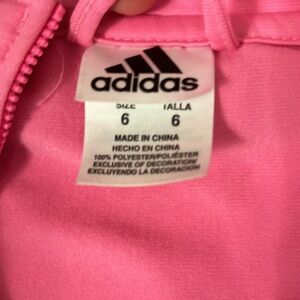 adidas
SIZE TALLA
6 6
MADE IN CHINA
HECHO EN CHINA
100% POLYESTER/POLIÉSTER
EXCLUSIVE OF DECORATION/
EXCLUYENDO LA DECORACION